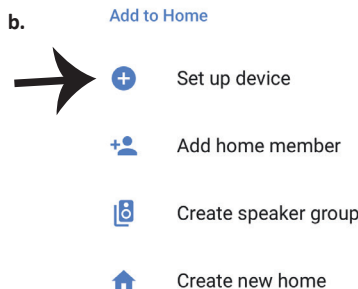 Add to Home
b.
Set up device
Add home member
Create speaker group
Create new home